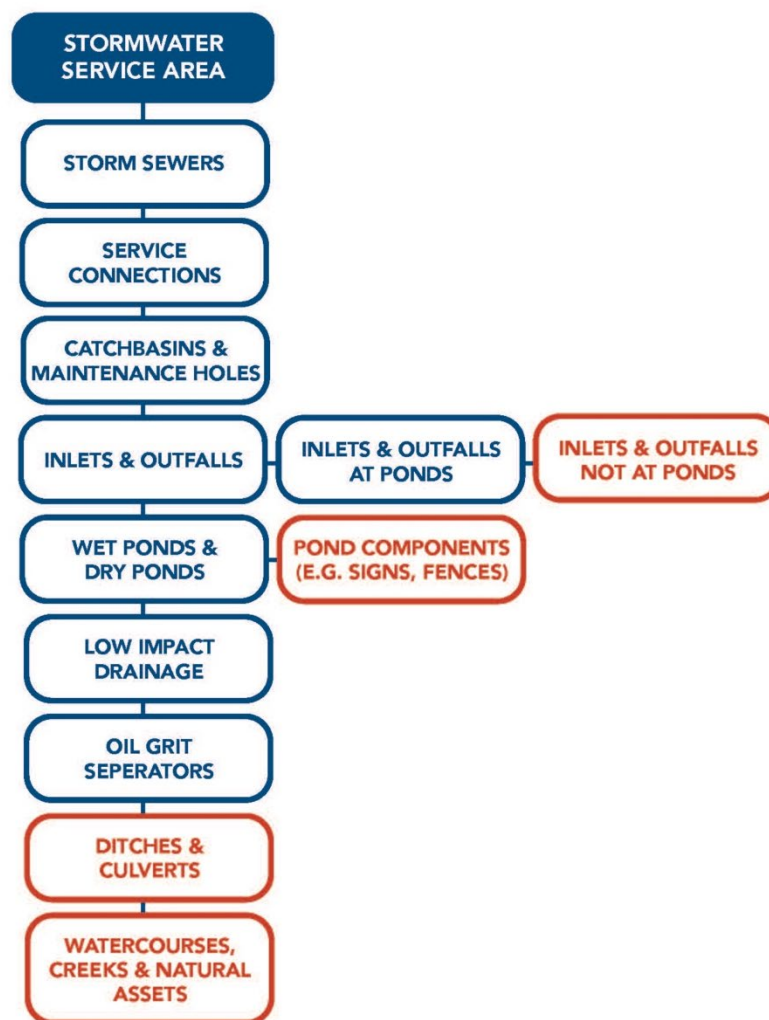 STORMWATER
SERVICE AREA
STORM SEWERS
SERVICE
CONNECTIONS
CATCHBASINS &
MAINTENANCE HOLES
INLETS & OUTFALLS
INLETS & OUTFALLS
AT PONDS
INLETS & OUTFALLS
NOT AT PONDS
WET PONDS &
DRY PONDS
POND COMPONENTS
(E.G. SIGNS, FENCES)
LOW IMPACT
DRAINAGE
OIL GRIT
SEPERATORS
DITCHES &
CULVERTS
WATERCOURSES,
CREEKS & NATURAL
ASSETS